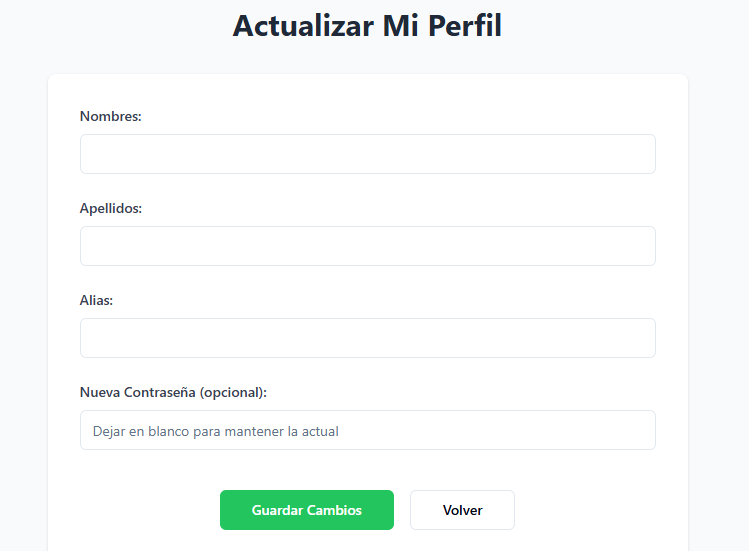 Actualizar Mi Perfil
Nombres:
Apellidos:
Alias:
Nueva Contraseña (opcional):
Dejar en blanco para mantener la actual
Guardar Cambios
Volver